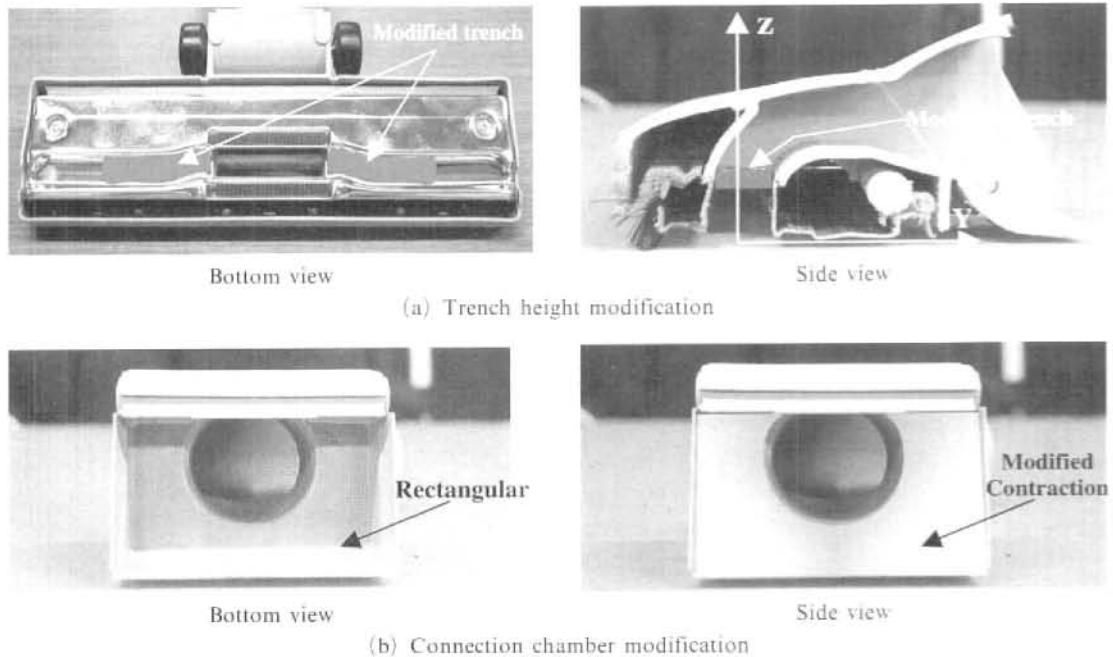 Modified trench
Z
Y
Bottom view
Side view
(a) Trench height modification
Rectangular
Modified
Contraction
Bottom view
Side view
(b) Connection chamber modification